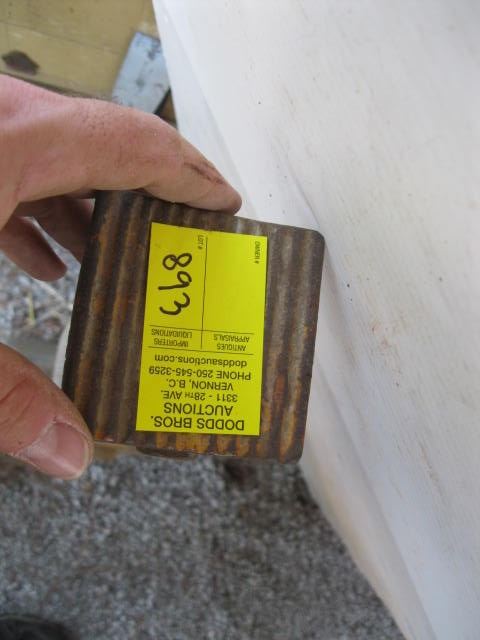 DODDS BROS.
AUCTIONS
3311 - 28TH AVE.
VERNON, B.C.
PHONE 250-545-3259
doddsauctions.com
ANTIQUES IMPORTERS
APPRAISALS LIQUIDATIONS
OWNER #
LOT #
893